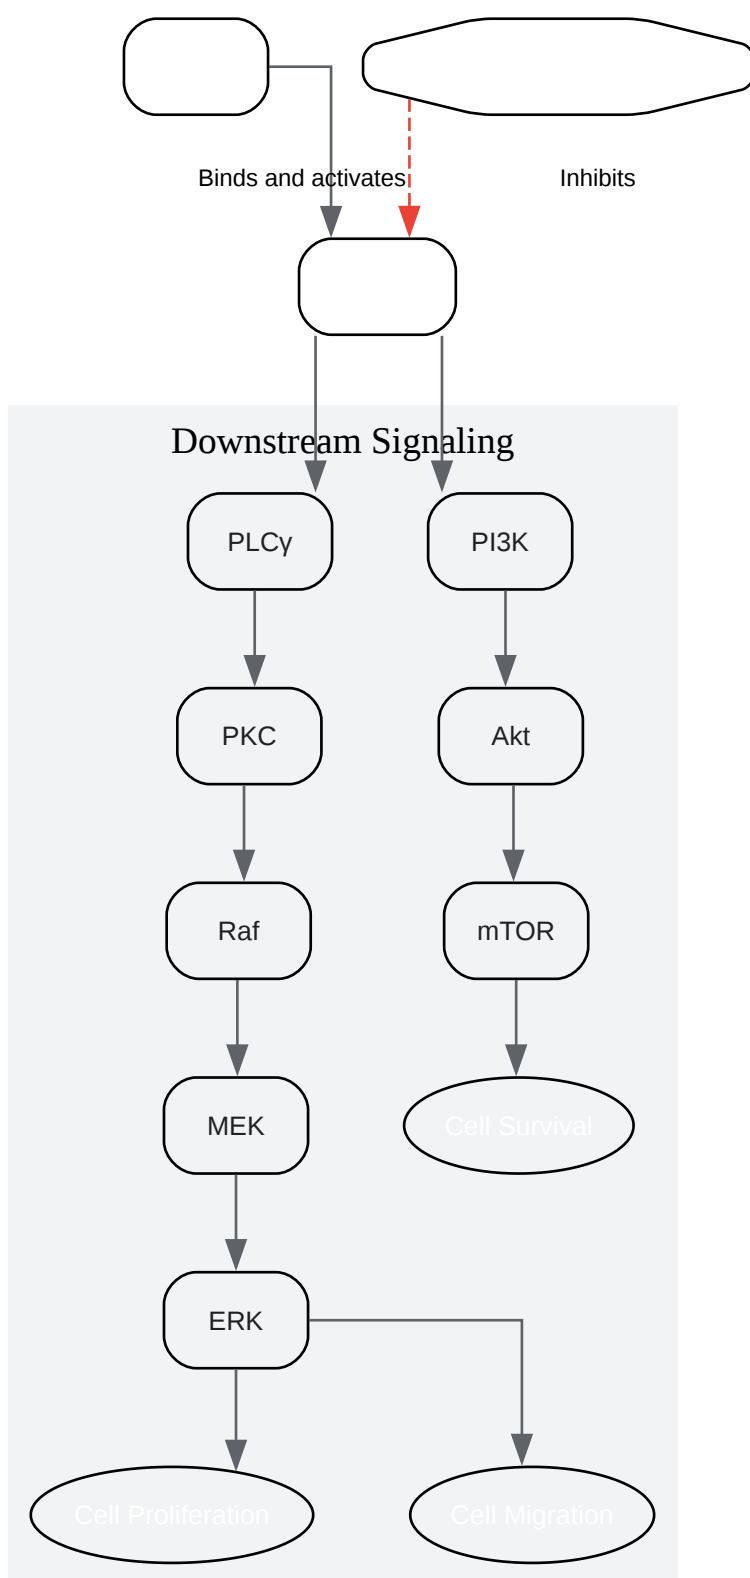 Binds and activates
Inhibits
Downstream Signaling
PLCγ
PI3K
PKC
Akt
Raf
mTOR
MEK
Cell Survival
ERK
Cell Proliferation
Cell Migration